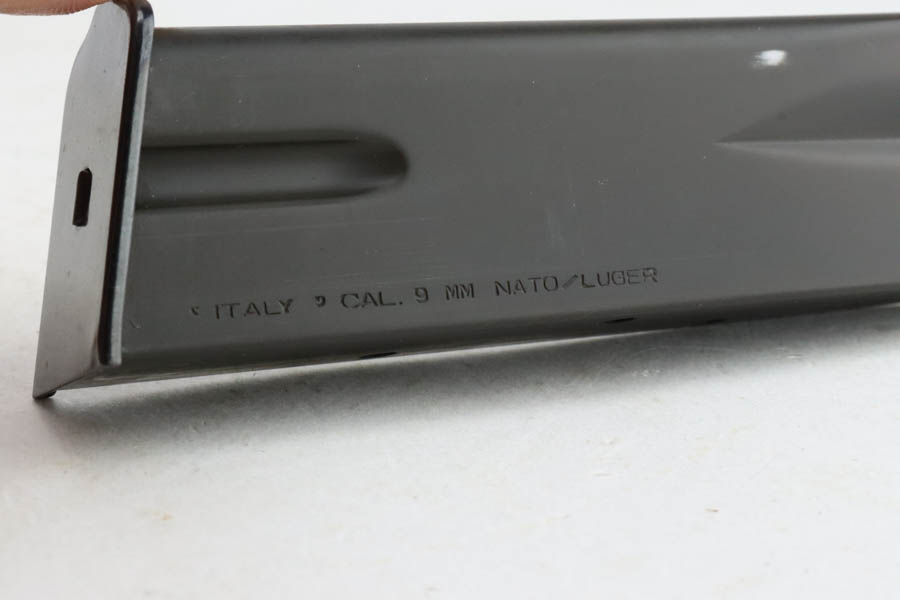 ‘ ITALY ’ CAL. 9 MM NATO/LUGER